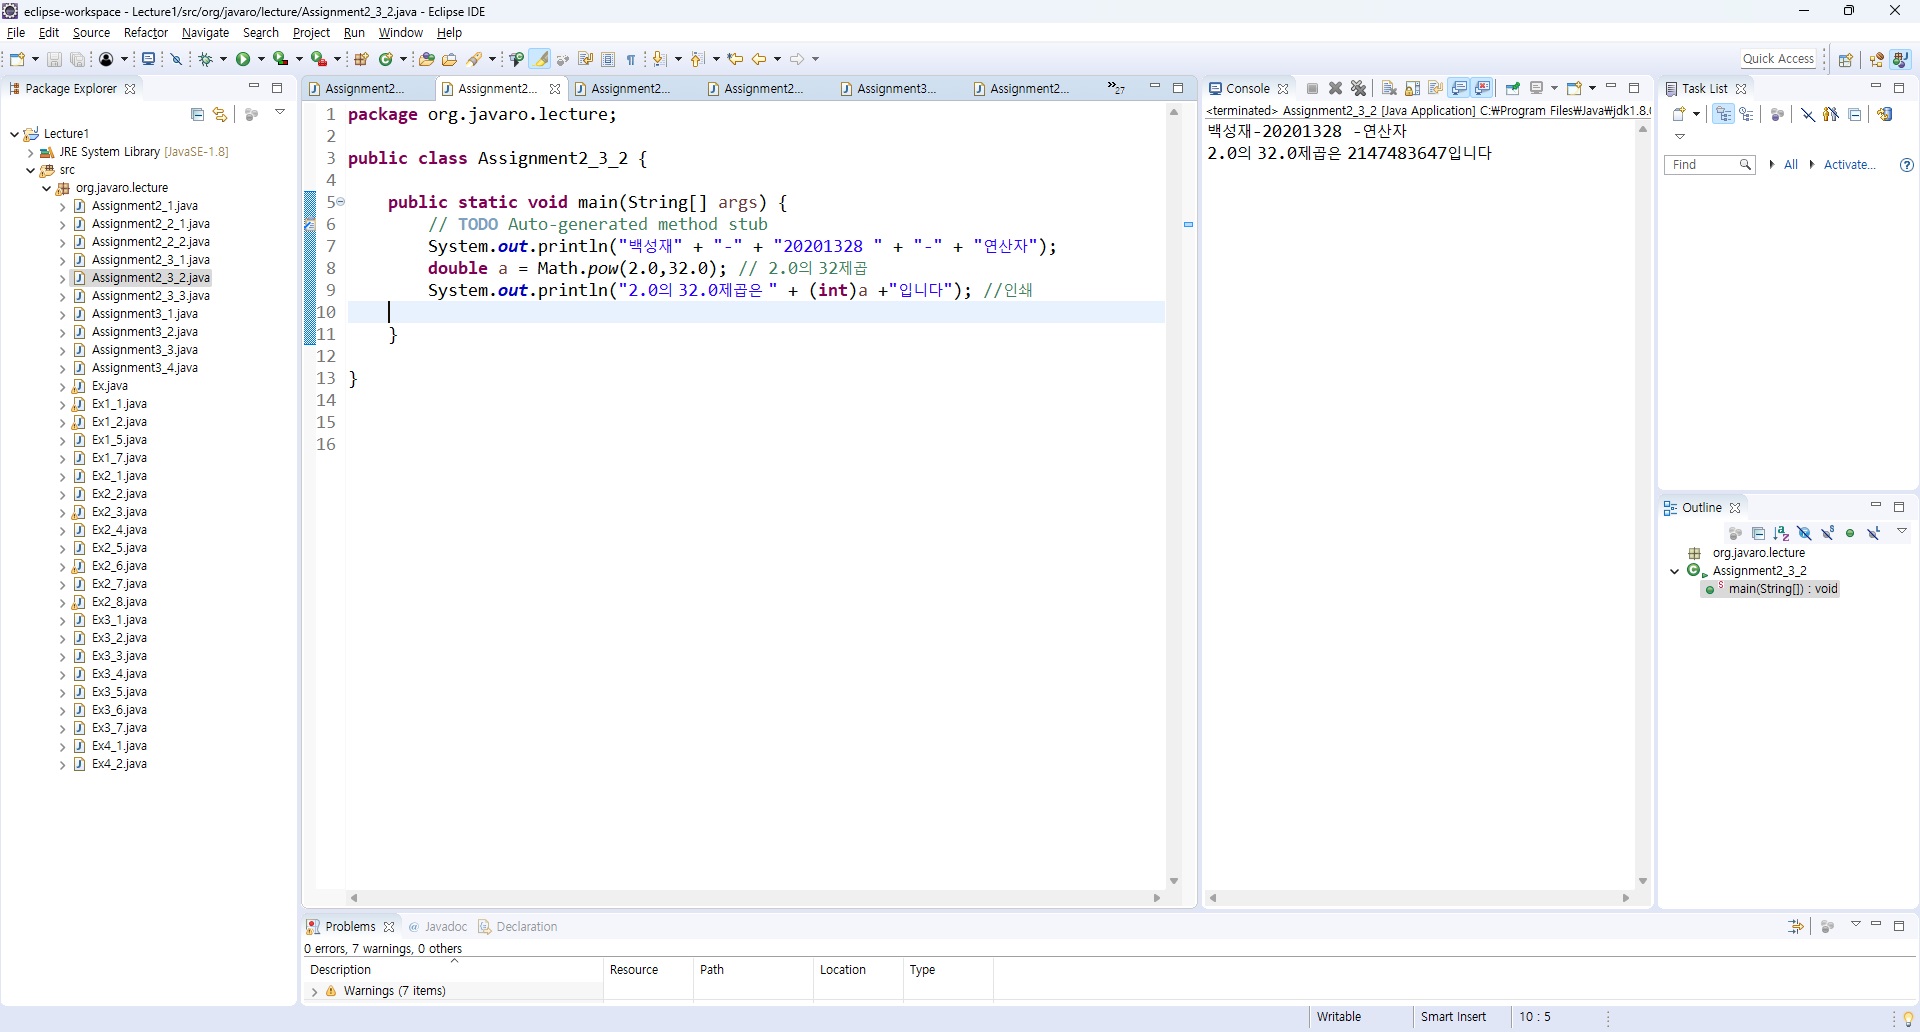 eclipse-workspace - Lecture1/src/org/javaro/lecture/Assignment2_3_2.java - Eclipse IDE
File Edit Source Refactor Navigate Search Project Run Window Help
Quick Access
Package Explorer
Lecture1
JRE System Library [JavaSE-1.8]
src
org.javaro.lecture
Assignment2_1.java
Assignment2_2_1.java
Assignment2_2_2.java
Assignment2_3_1.java
Assignment2_3_2.java
Assignment2_3_3.java
Assignment3_1.java
Assignment3_2.java
Assignment3_3.java
Assignment3_4.java
Ex.java
Ex1_1.java
Ex1_2.java
Ex1_5.java
Ex1_7.java
Ex2_1.java
Ex2_2.java
Ex2_3.java
Ex2_4.java
Ex2_5.java
Ex2_6.java
Ex2_7.java
Ex2_8.java
Ex3_1.java
Ex3_2.java
Ex3_3.java
Ex3_4.java
Ex3_5.java
Ex3_6.java
Ex3_7.java
Ex4_1.java
Ex4_2.java
Assignment2... Assignment2... Assignment2... Assignment2... Assignment3... Assignment2... »27
1 package org.javaro.lecture;
2
3 public class Assignment2_3_2 {
4
5 public static void main(String[] args) {
6 // TODO Auto-generated method stub
7 System.out.println("백성재" + "-" + "20201328 " + "-" + "연산자");
8 double a = Math.pow(2.0,32.0); // 2.0의 32제곱
9 System.out.println("2.0의 32.0제곱은 " + (int)a +"입니다"); //인쇄
10
11 }
12
13 }
14
15
16
Console
<terminated> Assignment2_3_2 [Java Application] C:₩Program Files₩Java₩jdk1.8.(
백성재-20201328 -연산자
2.0의 32.0제곱은 2147483647입니다
Task List
Find All Activate...
Outline
org.javaro.lecture
Assignment2_3_2
main(String[]) : void
Problems Javadoc Declaration
0 errors, 7 warnings, 0 others
Description Resource Path Location Type
Warnings (7 items)
Writable Smart Insert 10 : 5